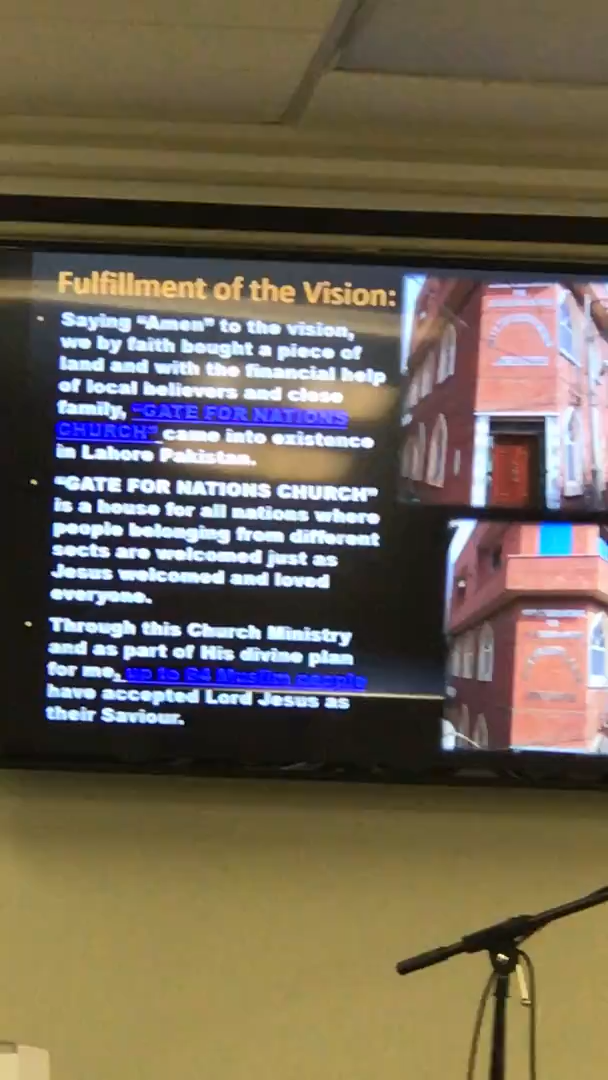 Fulfillment of the Vision:
Saying “Amen” to the vision,
we by faith bought a piece of
land and with the financial help
of local believers and close
family, “GATE FOR NATIONS
CHURCH” came into existence
in Lahore Pakistan.
“GATE FOR NATIONS CHURCH”
is a house for all nations where
people belonging from different
sects are welcomed just as
Jesus welcomed and loved
everyone.
Through this Church Ministry
and as part of His divine plan
for me, up to 64 Muslim people
have accepted Lord Jesus as
their Saviour.